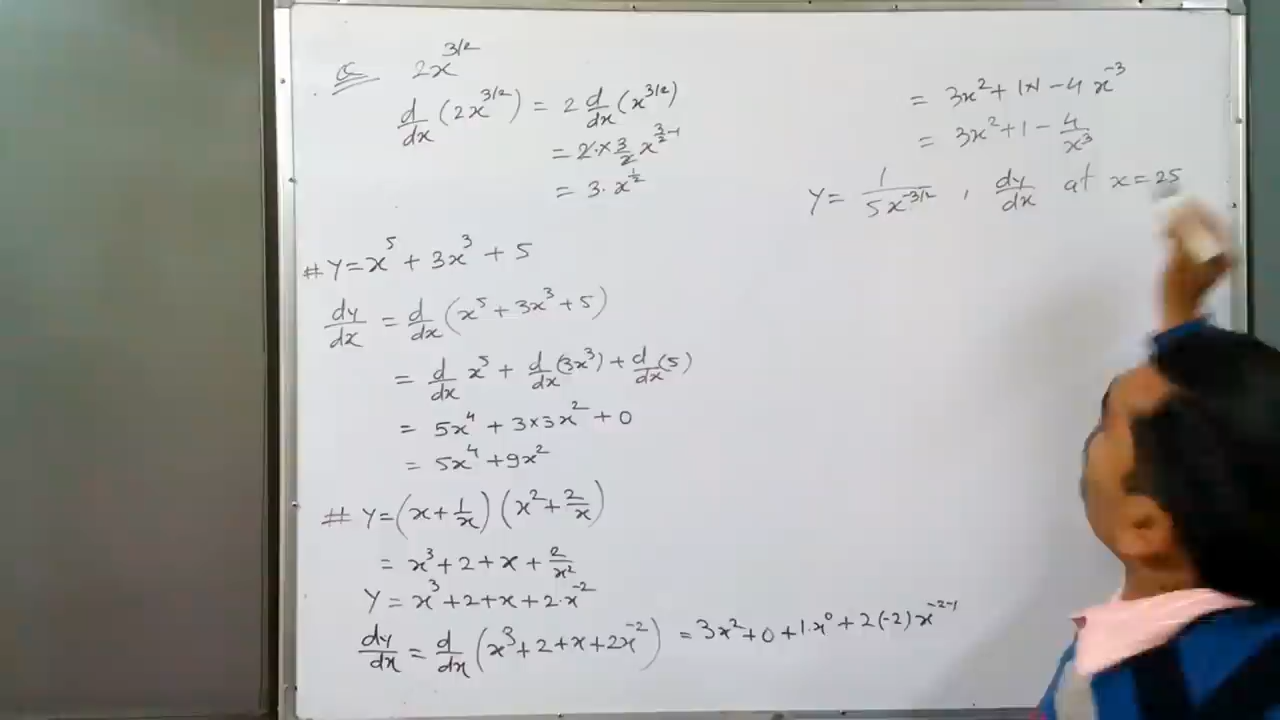 Q 2x^{3/2}
d/dx (2x^{3/2}) = 2 d/dx (x^{3/2})
= 2 × 3/2 x^{3/2-1}
= 3 · x^{1/2}
# Y = x^5 + 3x^3 + 5
dy/dx = d/dx (x^5 + 3x^3 + 5)
= d/dx x^5 + d/dx (3x^3) + d/dx (5)
= 5x^4 + 3×3x^2 + 0
= 5x^4 + 9x^2
# Y = (x + 1/x) (x^2 + 2/x)
= x^3 + 2 + x + 2/x^2
Y = x^3 + 2 + x + 2·x^{-2}
dy/dx = d/dx (x^3 + 2 + x + 2x^{-2}) = 3x^2 + 0 + 1·x^0 + 2(-2) x^{-2-1}
= 3x^2 + 1×1 - 4 x^{-3}
= 3x^2 + 1 - 4/x^3
Y = 1/5x^{-3/2} , dy/dx at x = 25